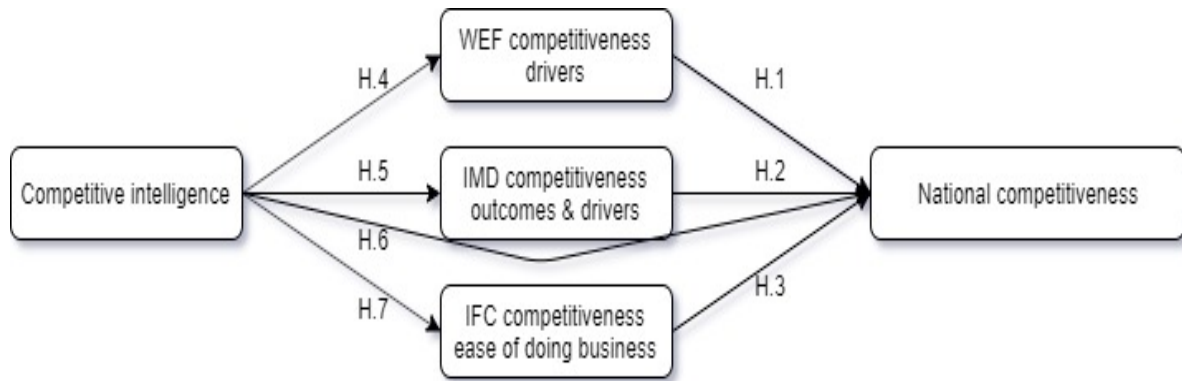 WEF competitiveness
drivers
H.4
H.1
Competitive intelligence
H.5
IMD competitiveness
outcomes & drivers
H.2
National competitiveness
H.6
H.7
IFC competitiveness
ease of doing business
H.3